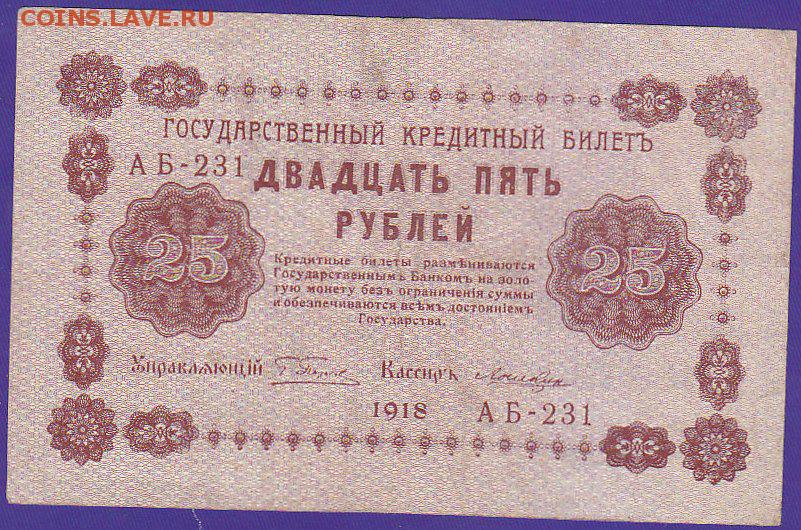 COINS.LAVE.RU
ГОСУДАРСТВЕННЫЙ КРЕДИТНЫЙ БИЛЕТЪ
АБ-231 ДВАДЦАТЬ ПЯТЬ
РУБЛЕЙ
25 25
Кредитные билеты размѣниваются
Государственнымъ Банкомъ на золо-
тую монету безъ ограниченія суммы
и обезпечиваются всѣмъ достояніемъ
Государства.
Управляющій Кассиръ
1918 АБ-231